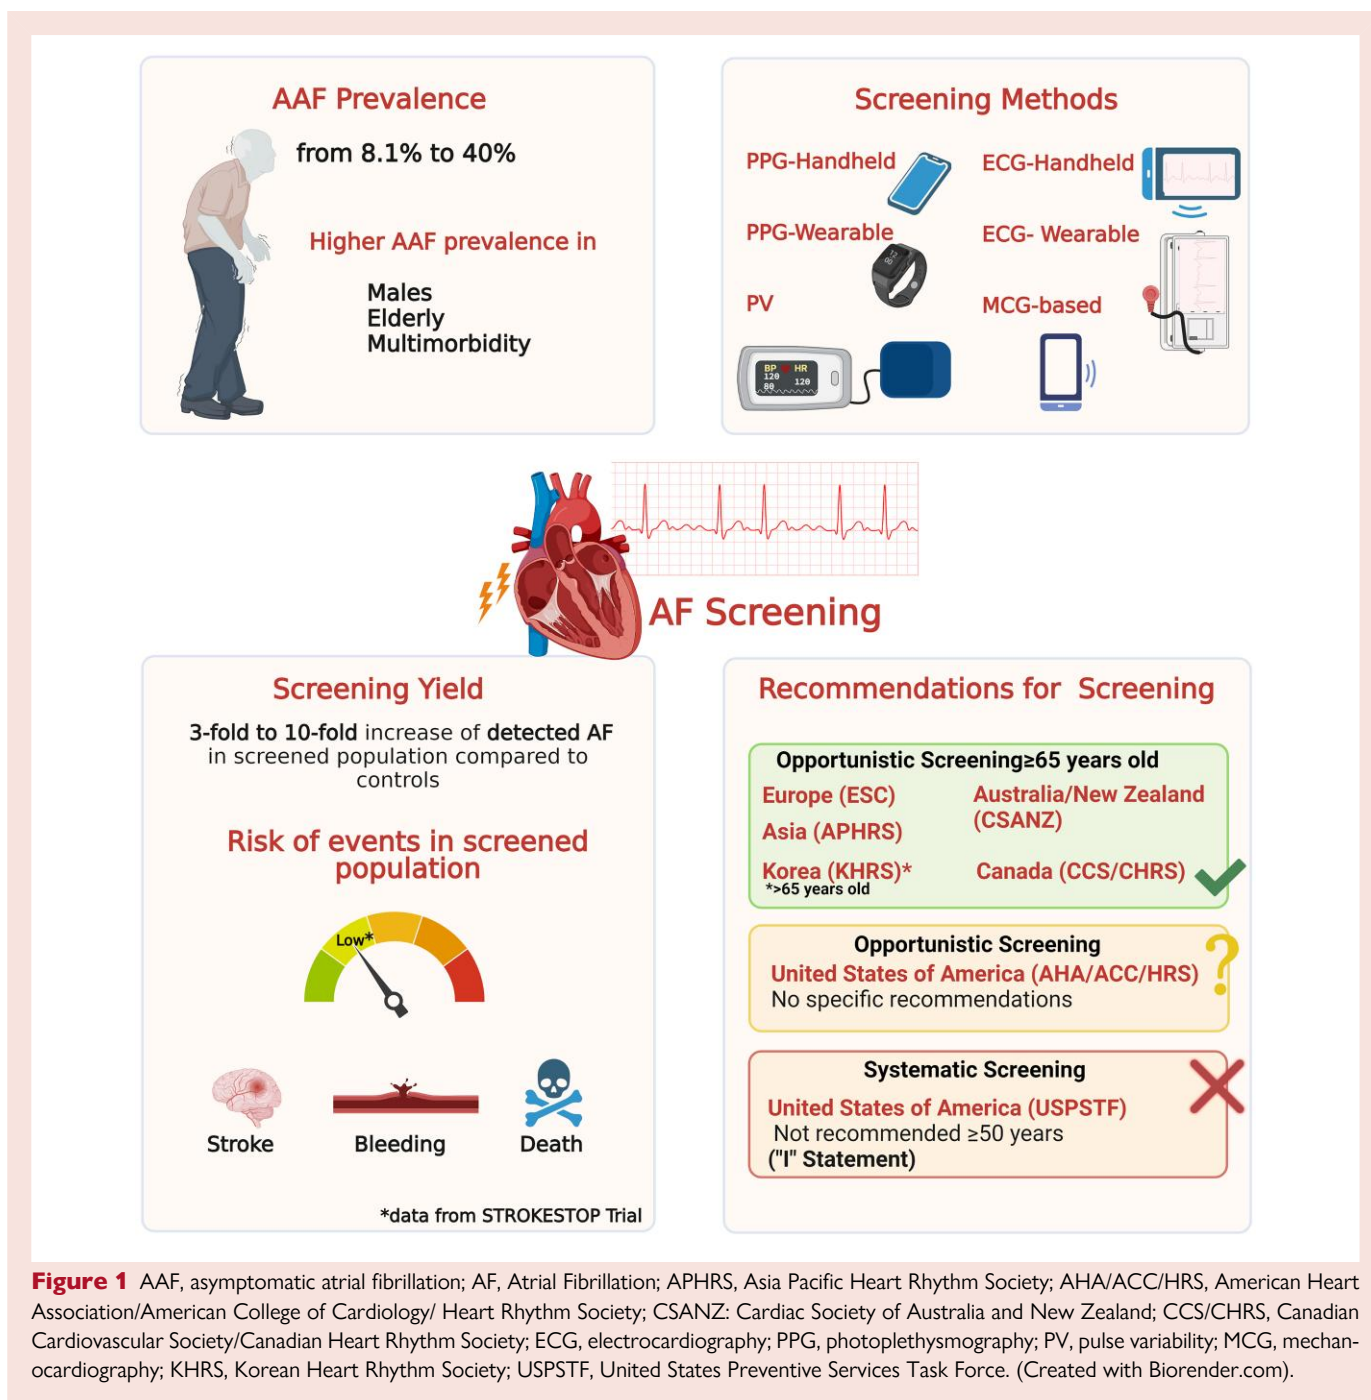 AAF Prevalence
from 8.1% to 40%
Higher AAF prevalence in
Males
Elderly
Multimorbidity
Screening Methods
PPG-Handheld
ECG-Handheld
PPG-Wearable
ECG- Wearable
PV
MCG-based
BP HR
120
80
120
AF Screening
Screening Yield
3-fold to 10-fold increase of detected AF
in screened population compared to
controls
Risk of events in screened
population
Low*
Stroke
Bleeding
Death
*data from STROKESTOP Trial
Recommendations for Screening
Opportunistic Screening≥65 years old
Europe (ESC)
Asia (APHRS)
Korea (KHRS)*
*>65 years old
Australia/New Zealand
(CSANZ)
Canada (CCS/CHRS)
Opportunistic Screening
United States of America (AHA/ACC/HRS)
No specific recommendations
?
Systematic Screening
United States of America (USPSTF)
Not recommended ≥50 years
("I" Statement)
Figure 1 AAF, asymptomatic atrial fibrillation; AF, Atrial Fibrillation; APHRS, Asia Pacific Heart Rhythm Society; AHA/ACC/HRS, American Heart
Association/American College of Cardiology/ Heart Rhythm Society; CSANZ: Cardiac Society of Australia and New Zealand; CCS/CHRS, Canadian
Cardiovascular Society/Canadian Heart Rhythm Society; ECG, electrocardiography; PPG, photoplethysmography; PV, pulse variability; MCG, mechan-
ocardiography; KHRS, Korean Heart Rhythm Society; USPSTF, United States Preventive Services Task Force. (Created with Biorender.com).